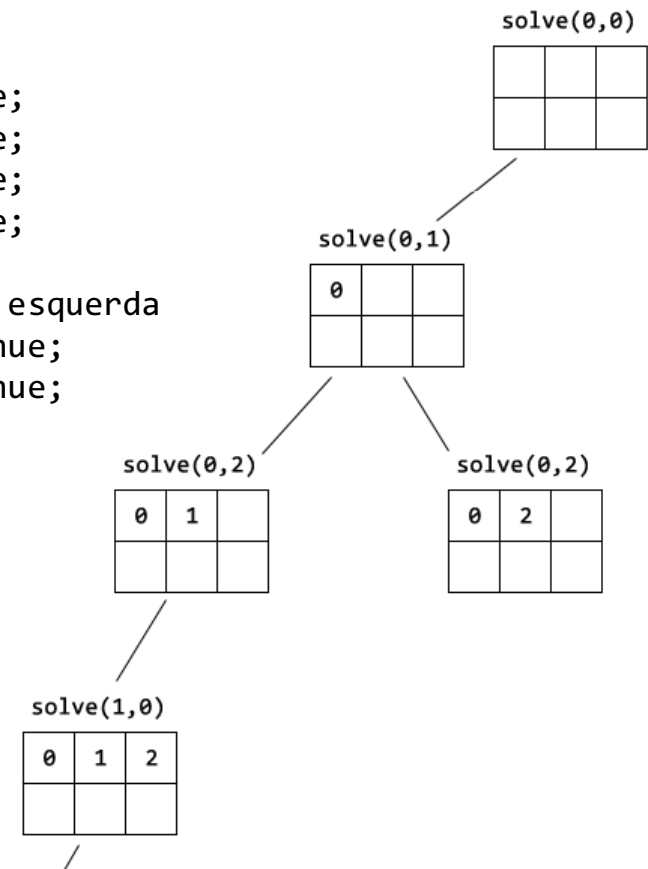 solve(0,0)
e;
e;
e;
e;
solve(0,1)
0
esquerda
nue;
nue;
solve(0,2) solve(0,2)
0 1 0 2
solve(1,0)
0 1 2